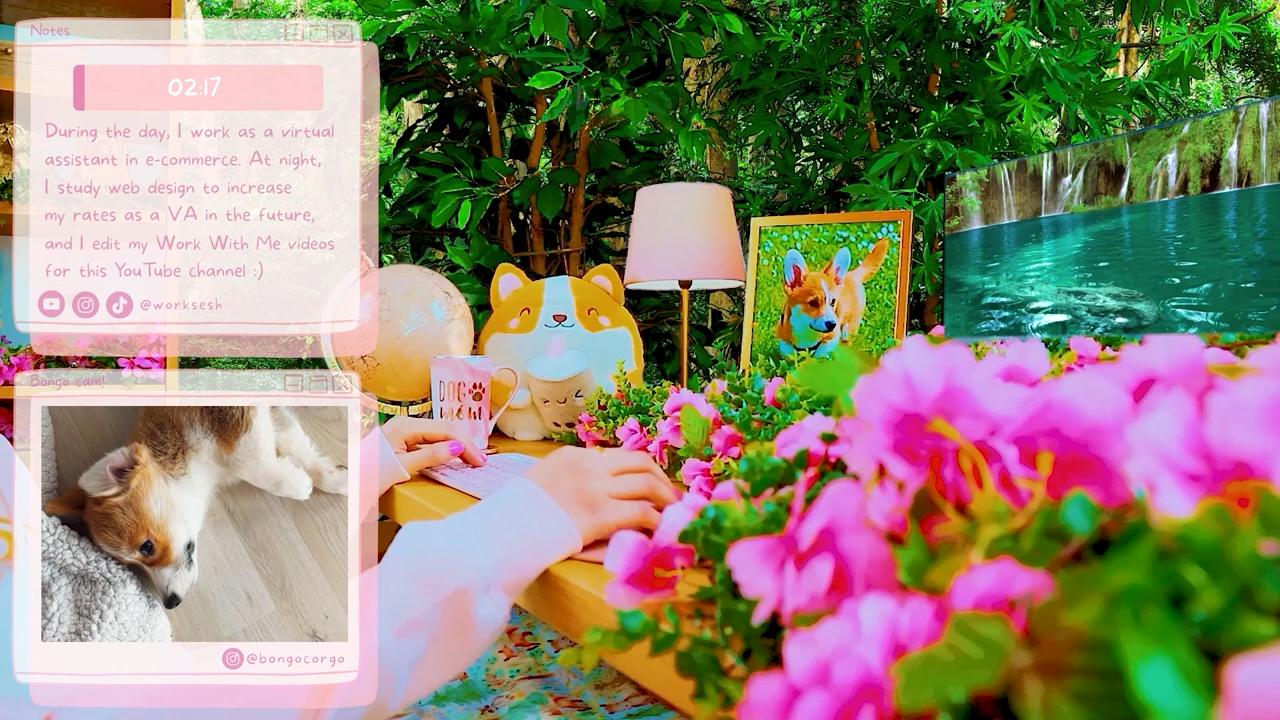 Notes
02:17
During the day, I work as a virtual
assistant in e-commerce. At night,
I study web design to increase
my rates as a VA in the future,
and I edit my Work With Me videos
for this YouTube channel :)
@worksesh
Bongo cam!
@bongocorgo
DOG
mom